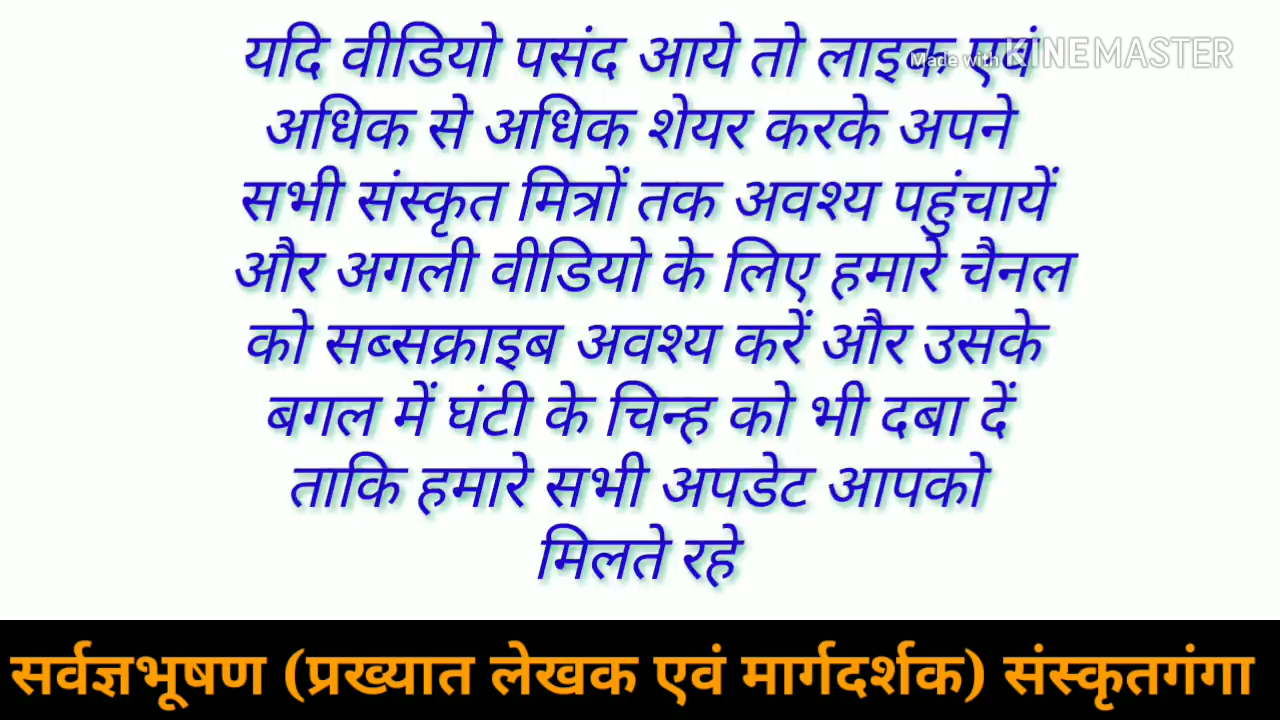 यदि वीडियो पसंद आये तो लाइक एवं
Made with KINEMASTER
अधिक से अधिक शेयर करके अपने
सभी संस्कृत मित्रों तक अवश्य पहुंचायें
और अगली वीडियो के लिए हमारे चैनल
को सब्सक्राइब अवश्य करें और उसके
बगल में घंटी के चिन्ह को भी दबा दें
ताकि हमारे सभी अपडेट आपको
मिलते रहे
सर्वज्ञभूषण (प्रख्यात लेखक एवं मार्गदर्शक) संस्कृतगंगा